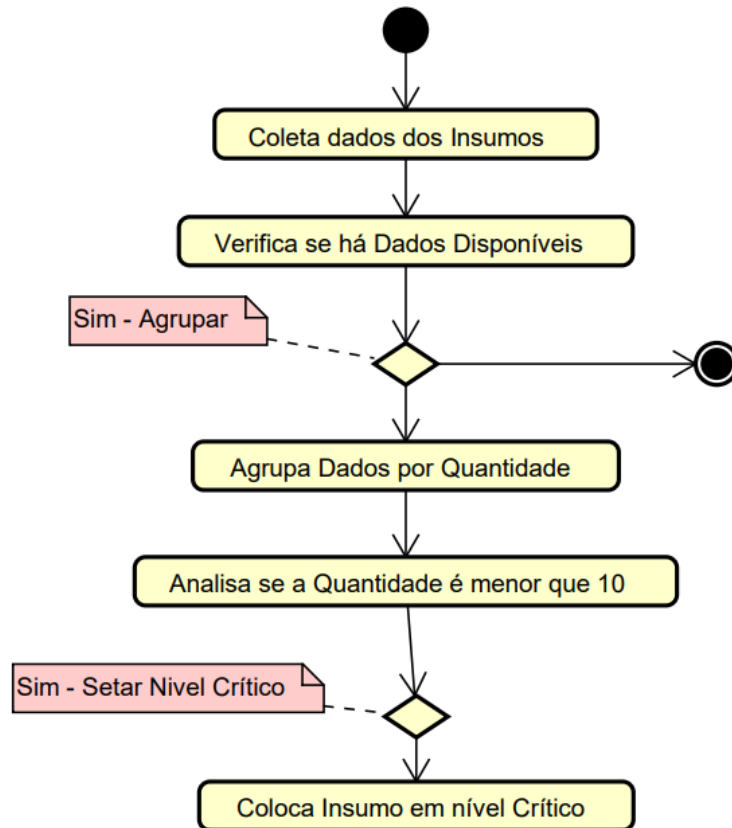 Coleta dados dos Insumos
Verifica se há Dados Disponíveis
Sim - Agrupar
Agrupa Dados por Quantidade
Analisa se a Quantidade é menor que 10
Sim - Setar Nivel Crítico
Coloca Insumo em nível Crítico